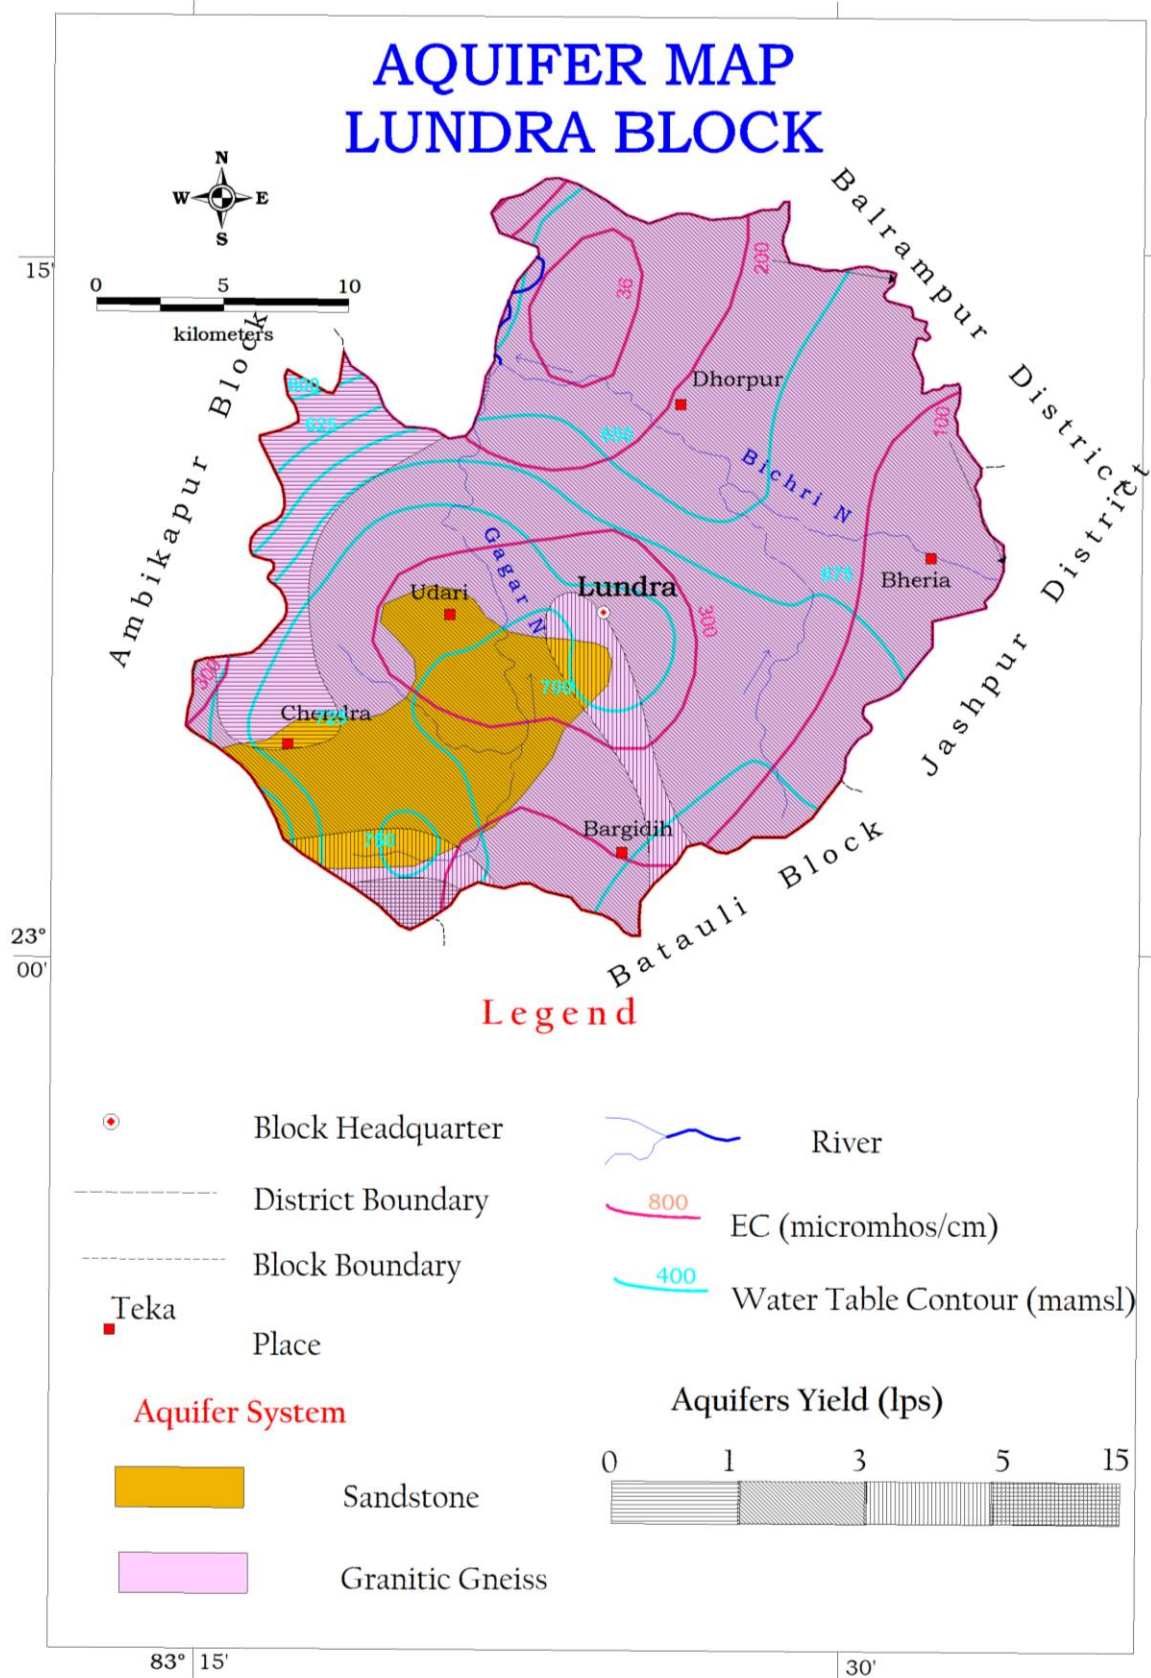 AQUIFER MAP
LUNDRA BLOCK
N
W E
S
15'
0 5 10
kilometers
Balrampur District
Ambikapur Block
Jashpur District
Batauli Block
36
200
100
300
300
600
625
650
675
700
725
750
Dhorpur
Bichri N
Bheria
Gagar N
Lundra
Udari
Chendra
Bargidih
23°
00'
Legend
Block Headquarter
District Boundary
Block Boundary
Teka
Place
River
800
EC (micromhos/cm)
400
Water Table Contour (mamsl)
Aquifer System
Sandstone
Granitic Gneiss
Aquifers Yield (lps)
0 1 3 5 15
83° 15'
30'